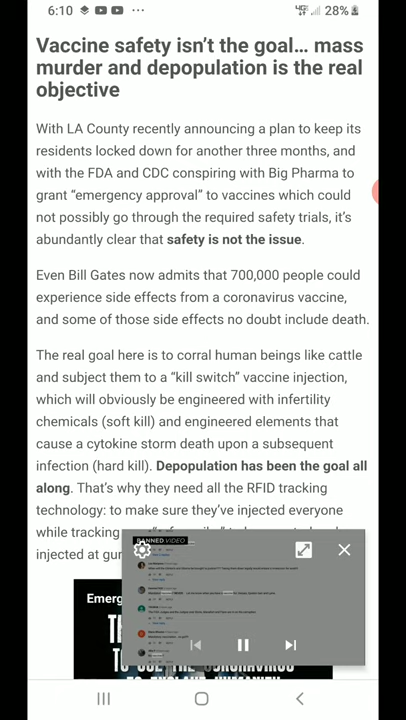 6:10
28%
Vaccine safety isn't the goal... mass
murder and depopulation is the real
objective
With LA County recently announcing a plan to keep its
residents locked down for another three months, and
with the FDA and CDC conspiring with Big Pharma to
grant “emergency approval” to vaccines which could
not possibly go through the required safety trials, it's
abundantly clear that safety is not the issue.
Even Bill Gates now admits that 700,000 people could
experience side effects from a coronavirus vaccine,
and some of those side effects no doubt include death.
The real goal here is to corral human beings like cattle
and subject them to a “kill switch” vaccine injection,
which will obviously be engineered with infertility
chemicals (soft kill) and engineered elements that
cause a cytokine storm death upon a subsequent
infection (hard kill). Depopulation has been the goal all
along. That's why they need all the RFID tracking
technology: to make sure they've injected everyone
while tracking
injected at gun
BANNED.VIDEO
Emerg